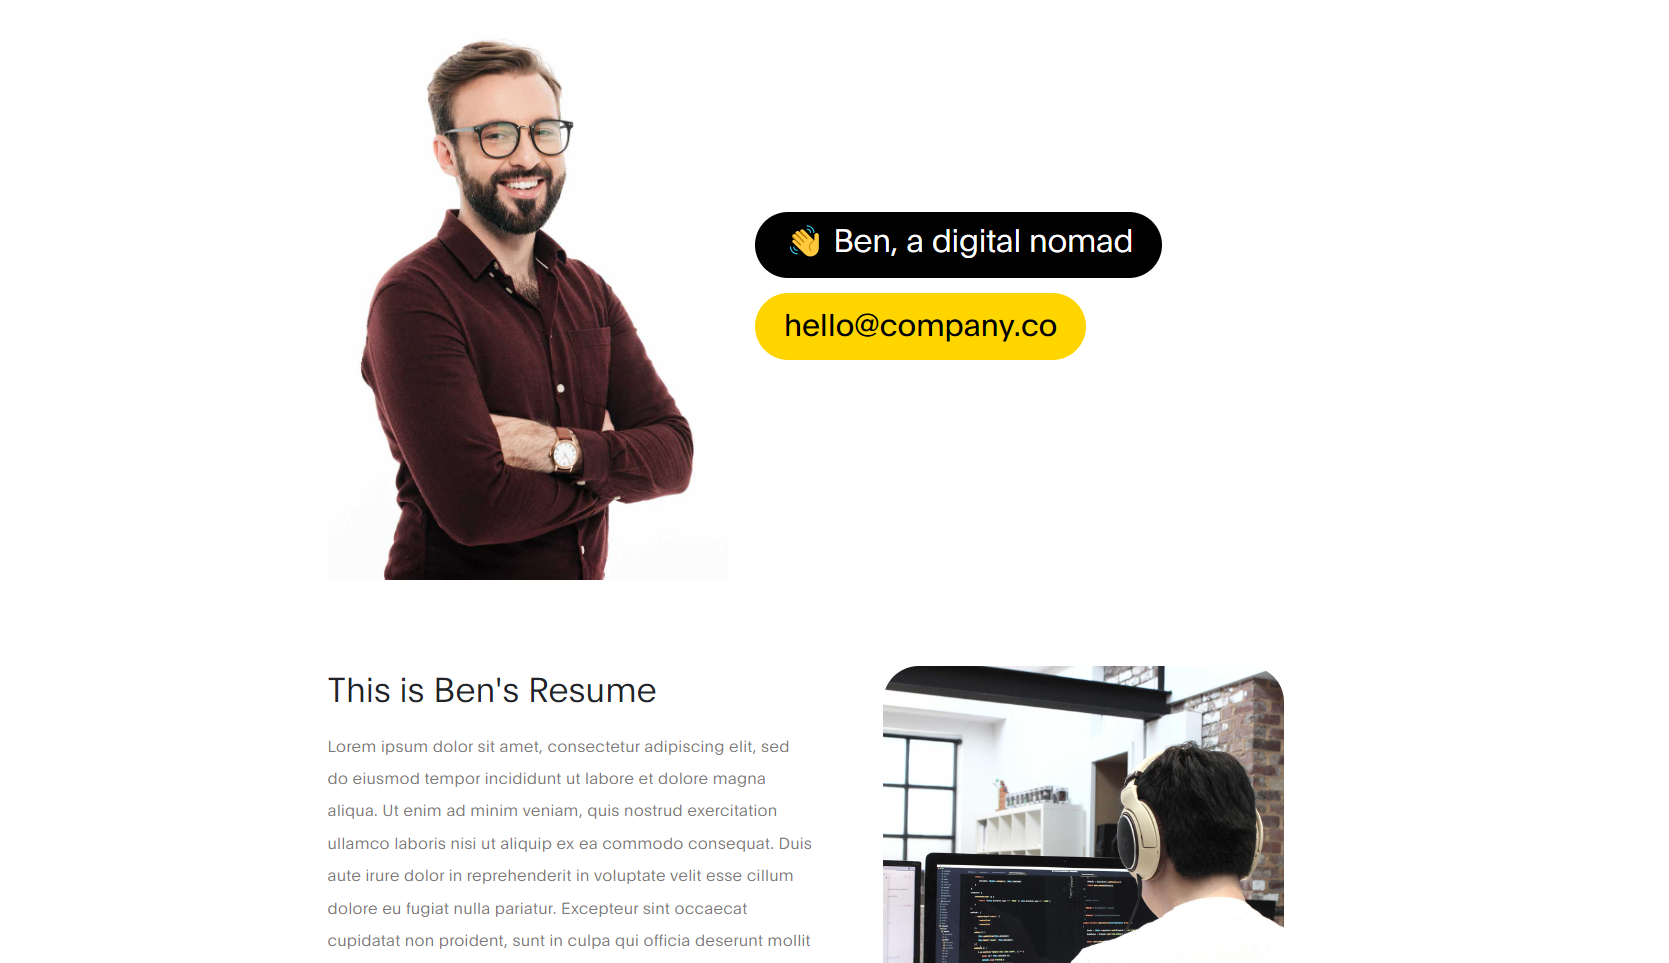 👋 Ben, a digital nomad
hello@company.co
This is Ben's Resume
Lorem ipsum dolor sit amet, consectetur adipiscing elit, sed
do eiusmod tempor incididunt ut labore et dolore magna
aliqua. Ut enim ad minim veniam, quis nostrud exercitation
ullamco laboris nisi ut aliquip ex ea commodo consequat. Duis
aute irure dolor in reprehenderit in voluptate velit esse cillum
dolore eu fugiat nulla pariatur. Excepteur sint occaecat
cupidatat non proident, sunt in culpa qui officia deserunt mollit